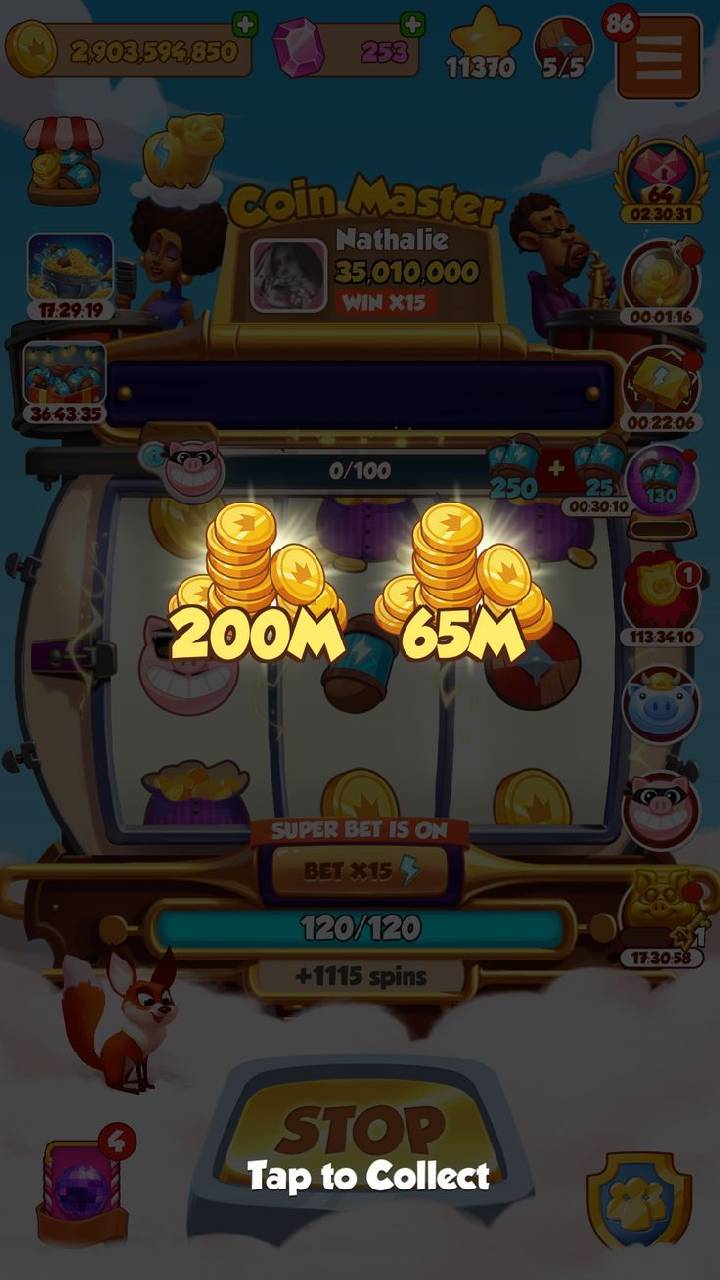 2,903,594,850
253
11370
5/5
86
Coin Master
Nathalie
35,010,000
WIN X15
64
02:30:31
17:29:19
00:01:16
36:43:35
00:22:06
0/100
250
+
25
130
00:30:10
200M
65M
1
113:34:10
SUPER BET IS ON
BET X15
120/120
1
17:30:58
+1115 spins
STOP
Tap to Collect
4